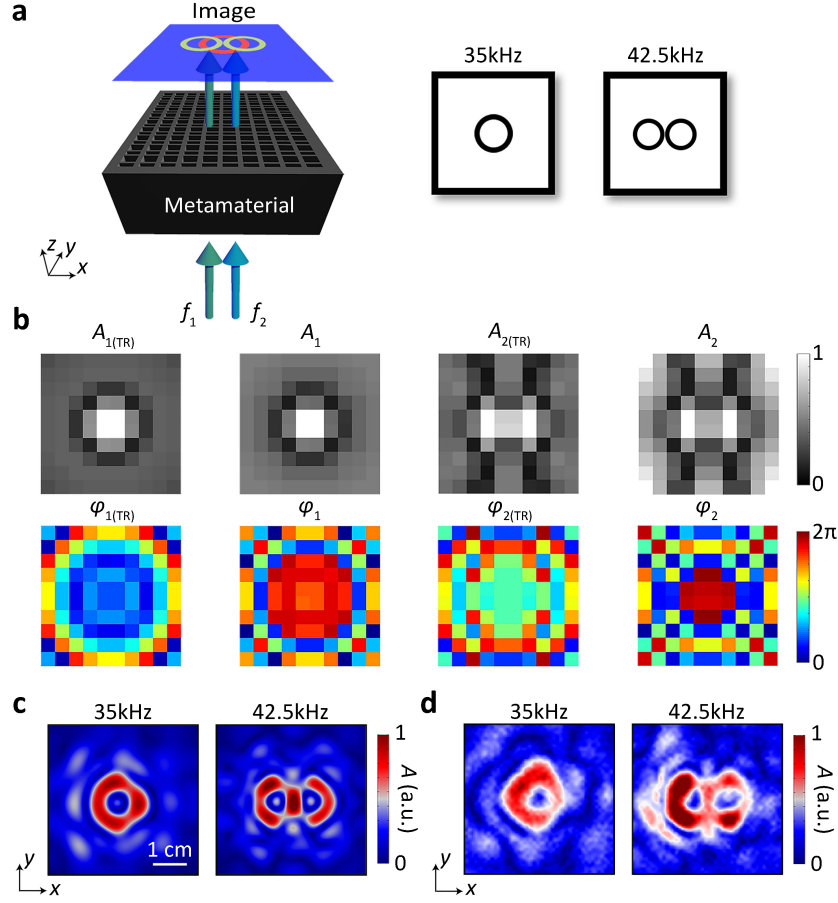 a
Image
35kHz
42.5kHz
Metamaterial
z
y
x
f1
f2
b
A1(TR)
A1
A2(TR)
A2
1
0
φ1(TR)
φ1
φ2(TR)
φ2
2π
0
c
35kHz
42.5kHz
1
A (a.u.)
0
1 cm
y
x
d
35kHz
42.5kHz
1
A (a.u.)
0
y
x